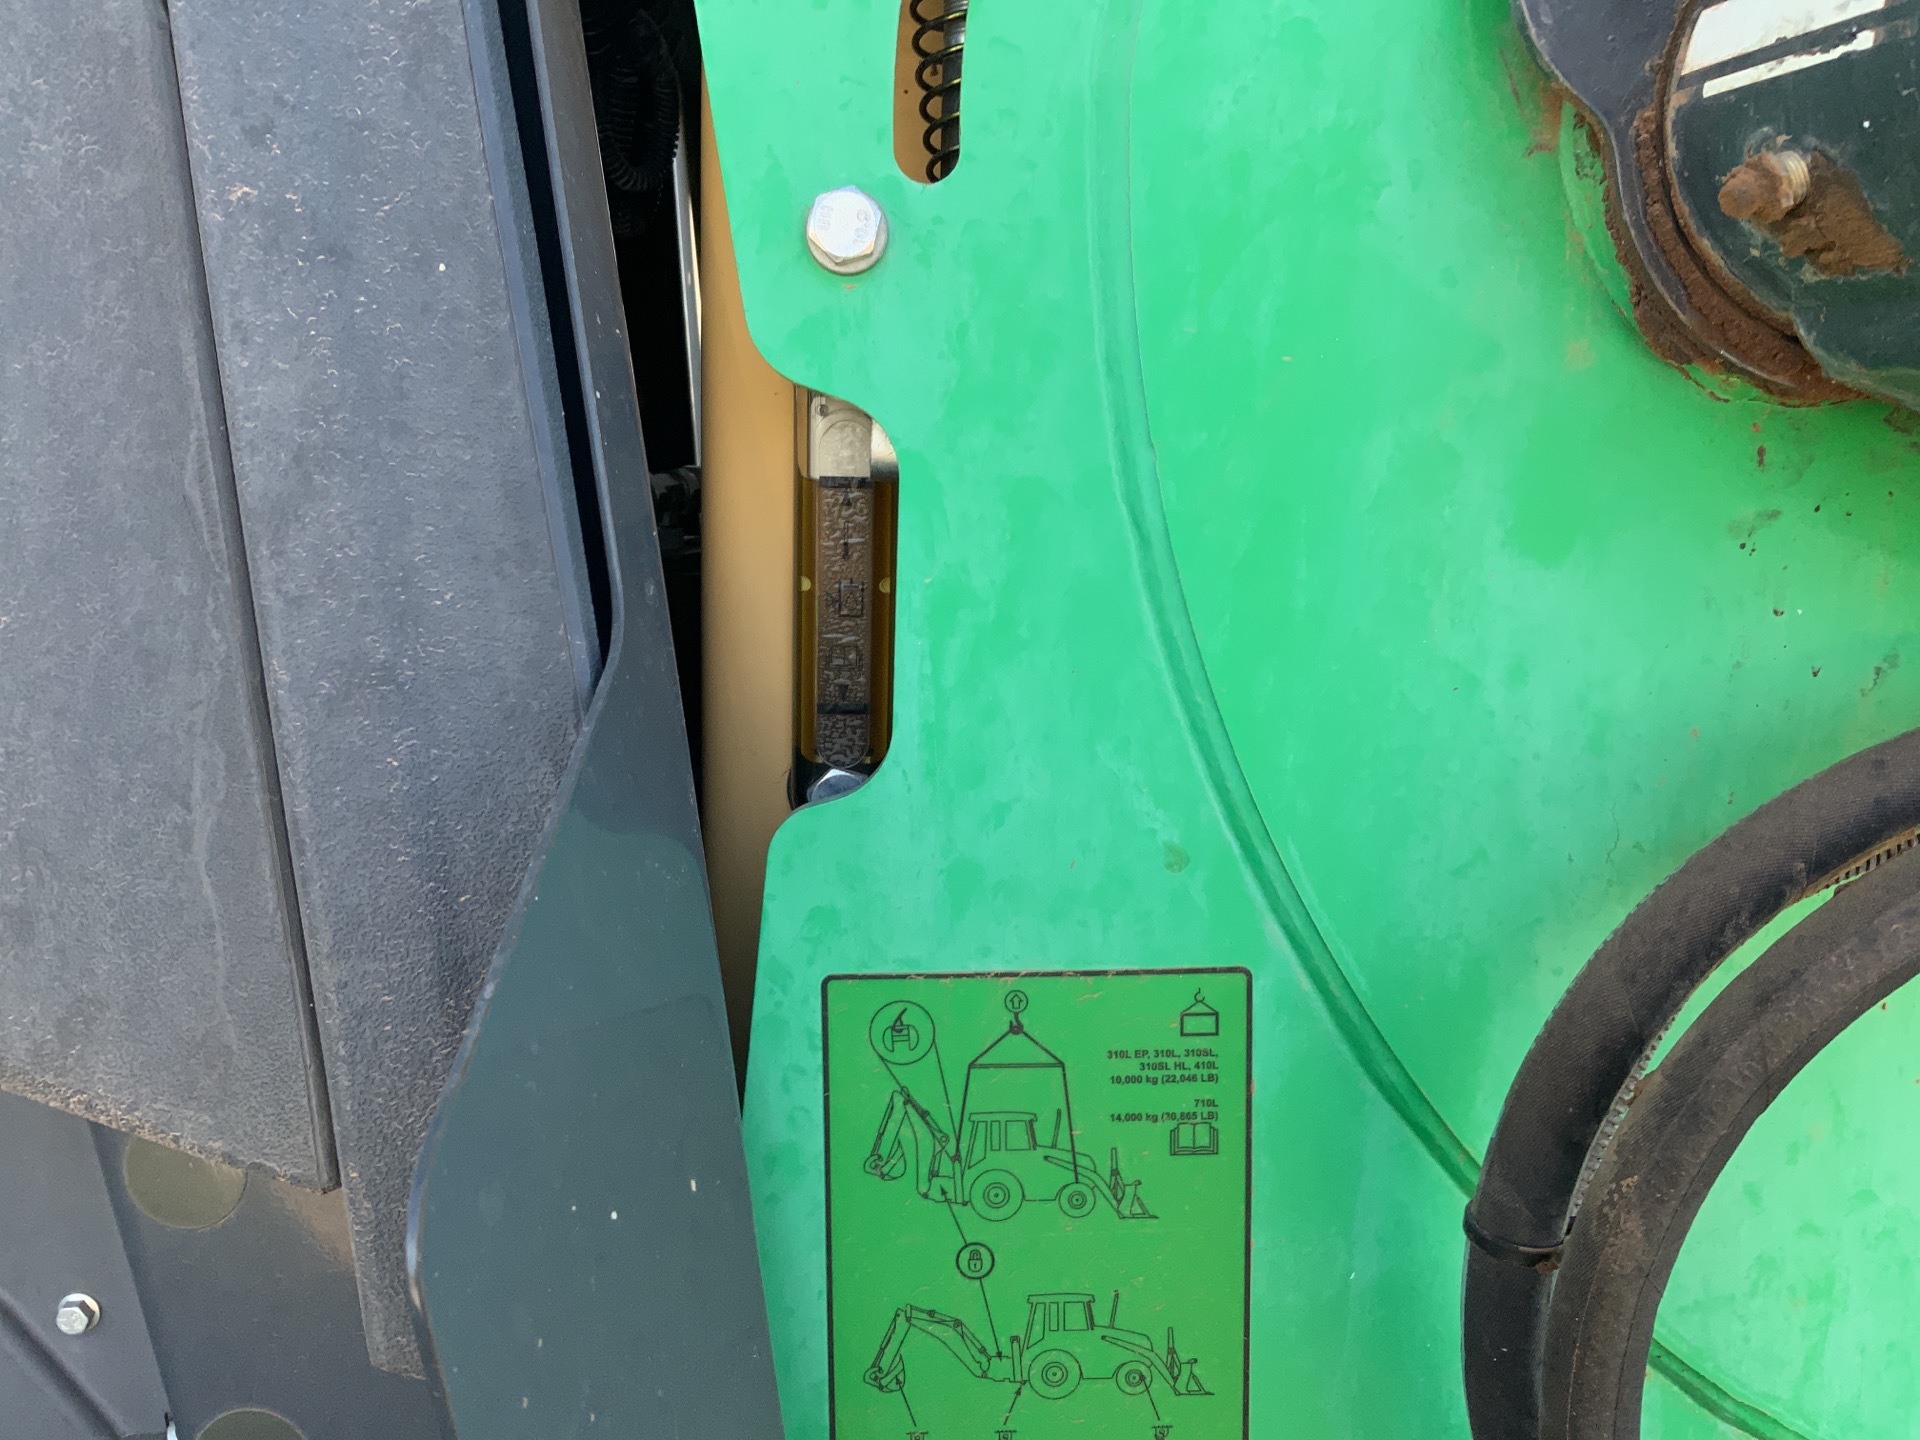 310L EP, 310L, 310SL,
310SL HL, 410L
10,000 kg (22,046 LB)
710L
14,000 kg (30,865 LB)